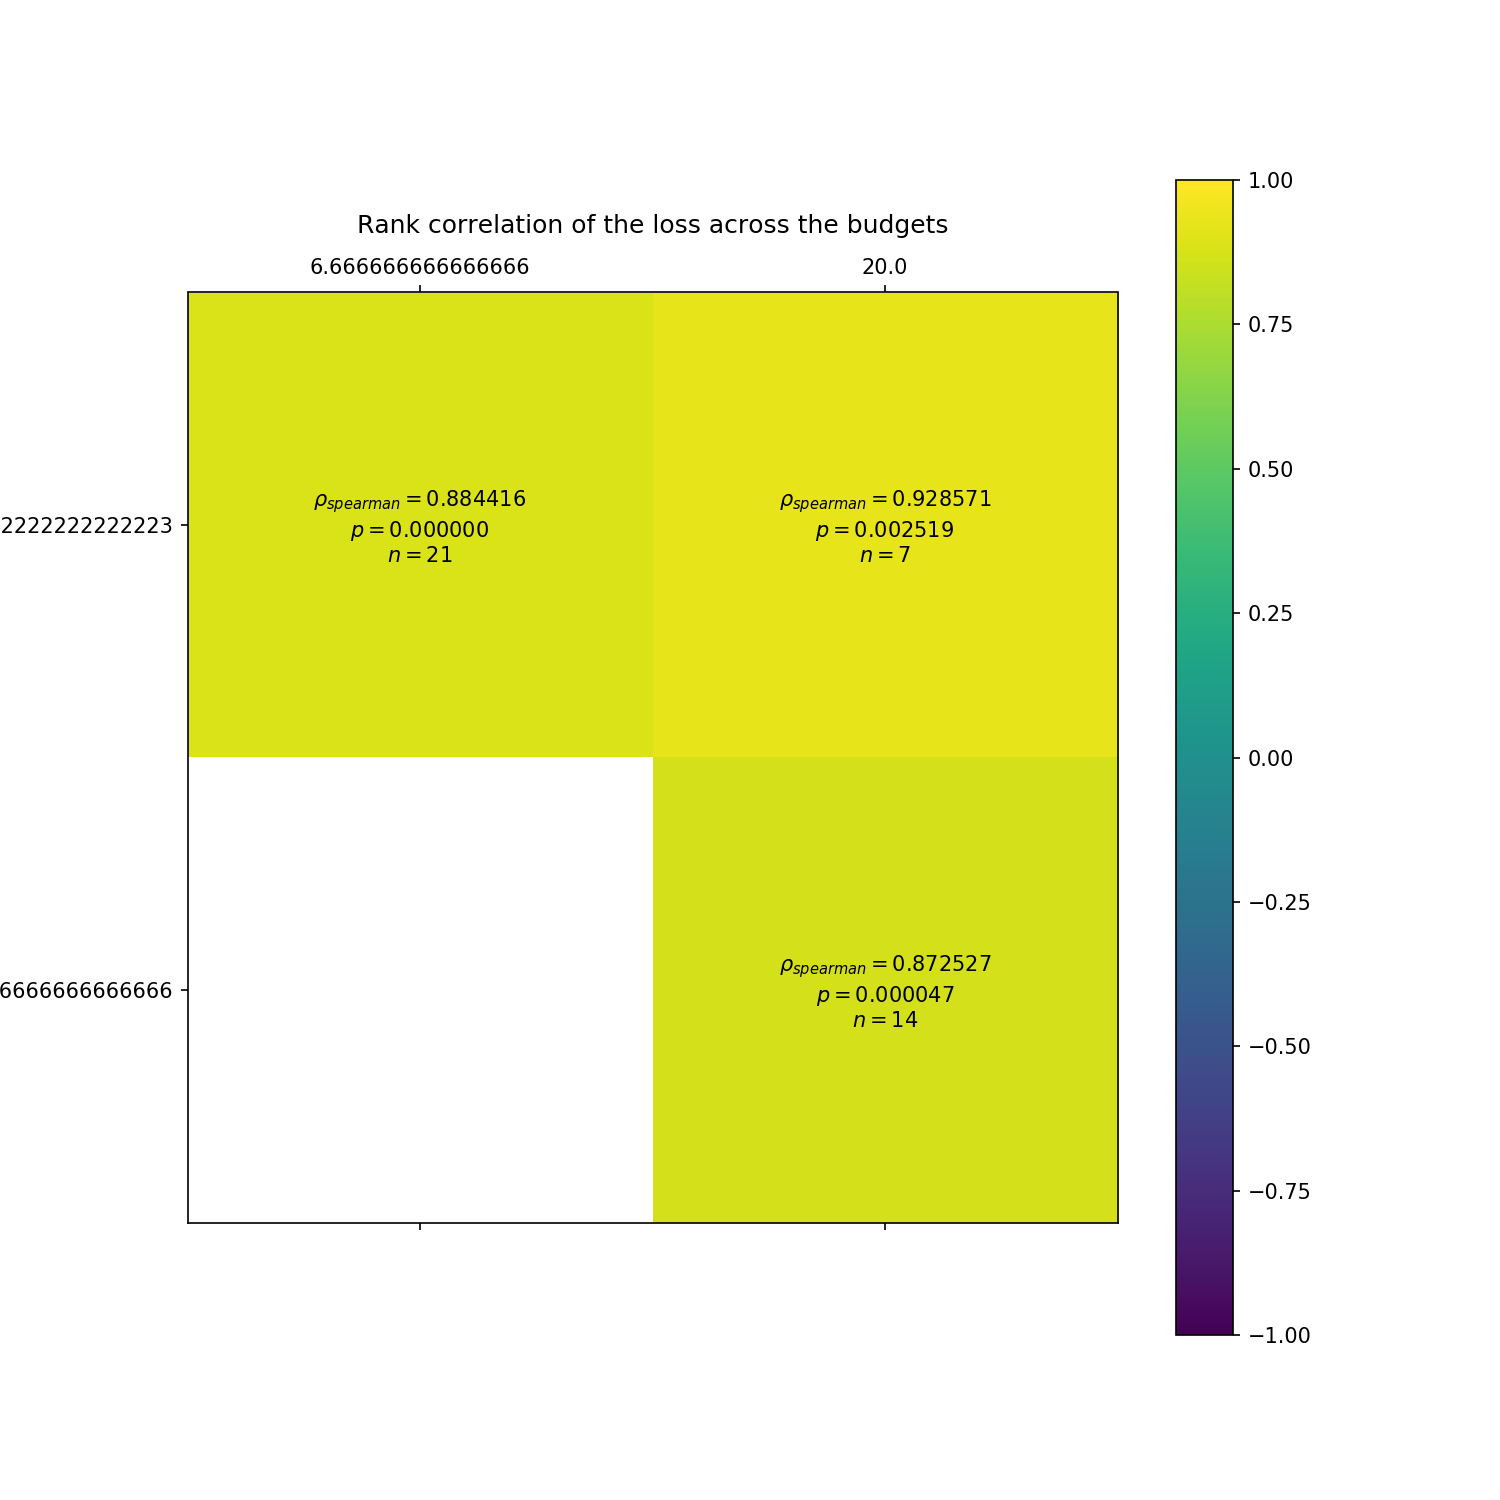 Rank correlation of the loss across the budgets
6.666666666666666 20.0
2222222222223
ρspearman = 0.884416
p = 0.000000
n = 21
ρspearman = 0.928571
p = 0.002519
n = 7
6666666666666
ρspearman = 0.872527
p = 0.000047
n = 14
1.00
0.75
0.50
0.25
0.00
−0.25
−0.50
−0.75
−1.00